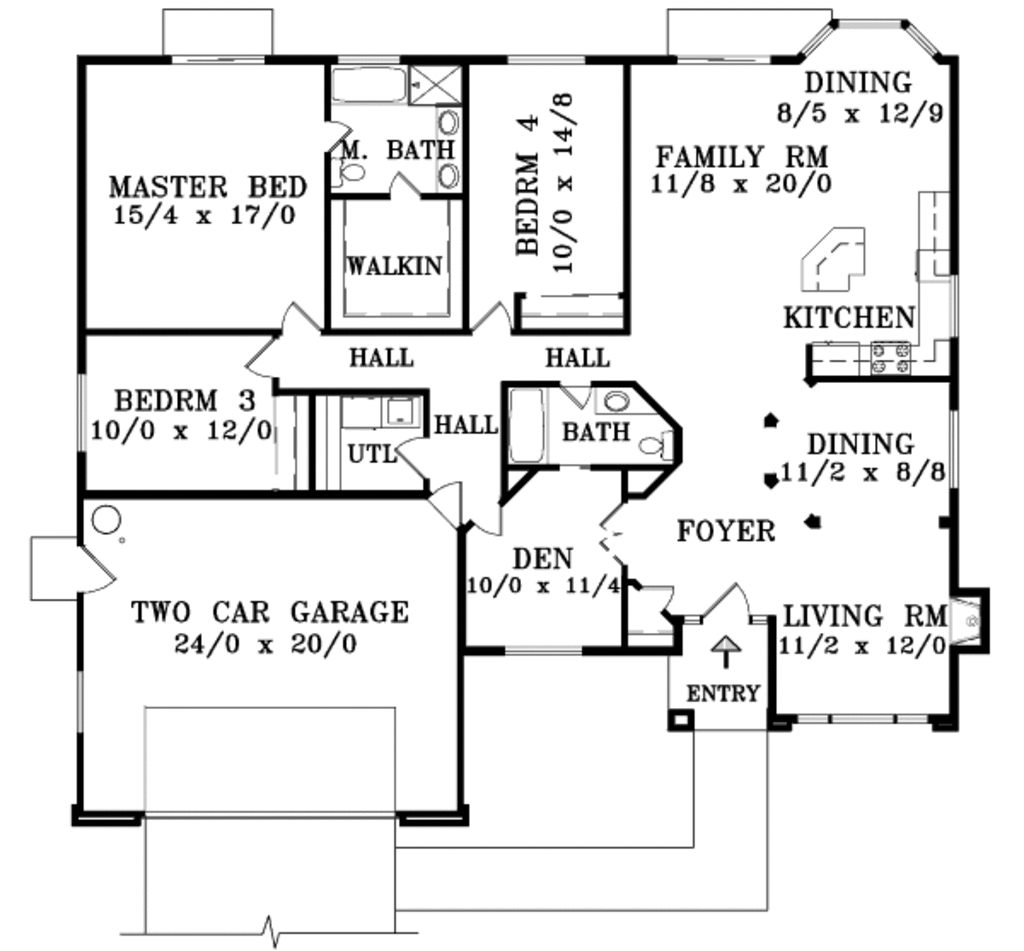 DINING
8/5 x 12/9
M. BATH
FAMILY RM
11/8 x 20/0
MASTER BED
15/4 x 17/0
BEDRM 4
10/0 x 14/8
WALKIN
KITCHEN
HALL
HALL
BEDRM 3
10/0 x 12/0
HALL
BATH
UTL
DINING
11/2 x 8/8
FOYER
DEN
10/0 x 11/4
TWO CAR GARAGE
24/0 x 20/0
LIVING RM
11/2 x 12/0
ENTRY